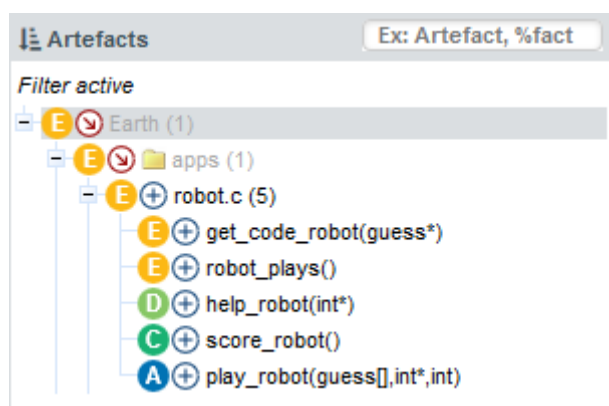 Artefacts Ex: Artefact, %fact
Filter active
E Earth (1)
E apps (1)
E robot.c (5)
E get_code_robot(guess*)
E robot_plays()
D help_robot(int*)
C score_robot()
A play_robot(guess[],int*,int)